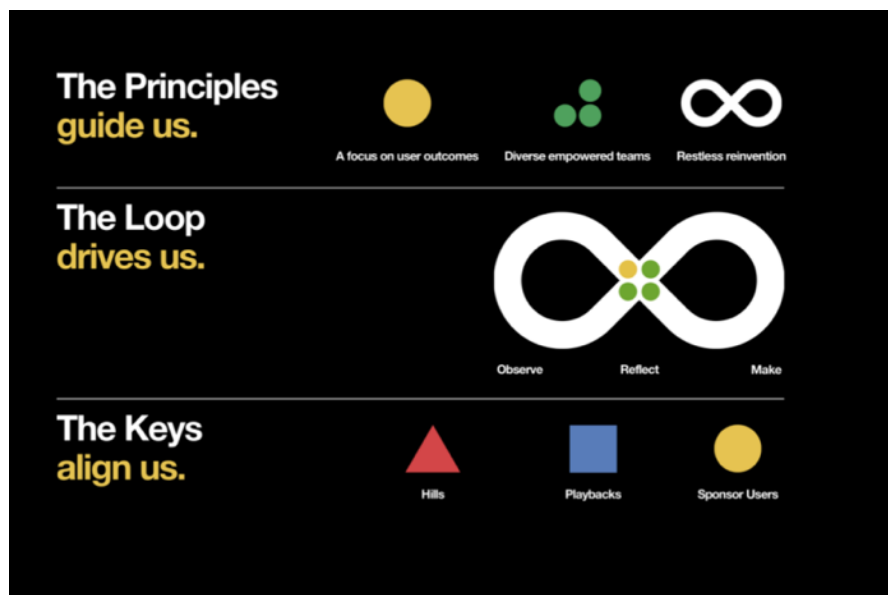 The Principles
guide us.
A focus on user outcomes
Diverse empowered teams
Restless reinvention
The Loop
drives us.
Observe
Reflect
Make
The Keys
align us.
Hills
Playbacks
Sponsor Users